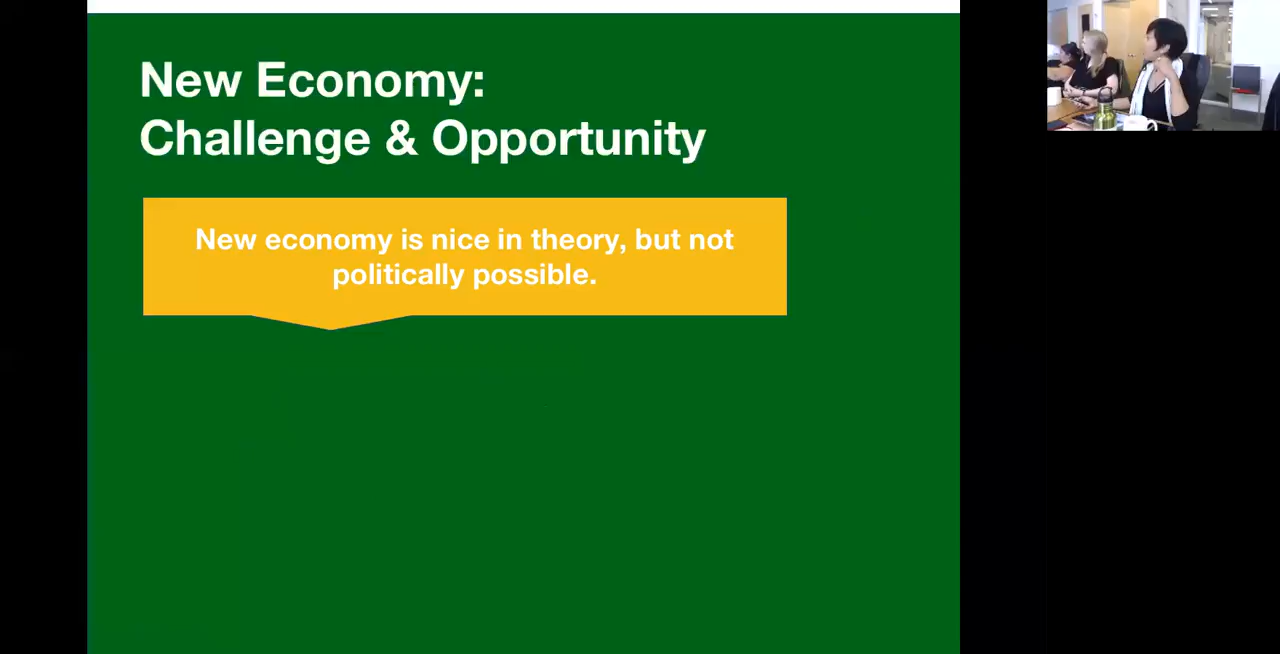 New Economy:
Challenge & Opportunity
New economy is nice in theory, but not
politically possible.